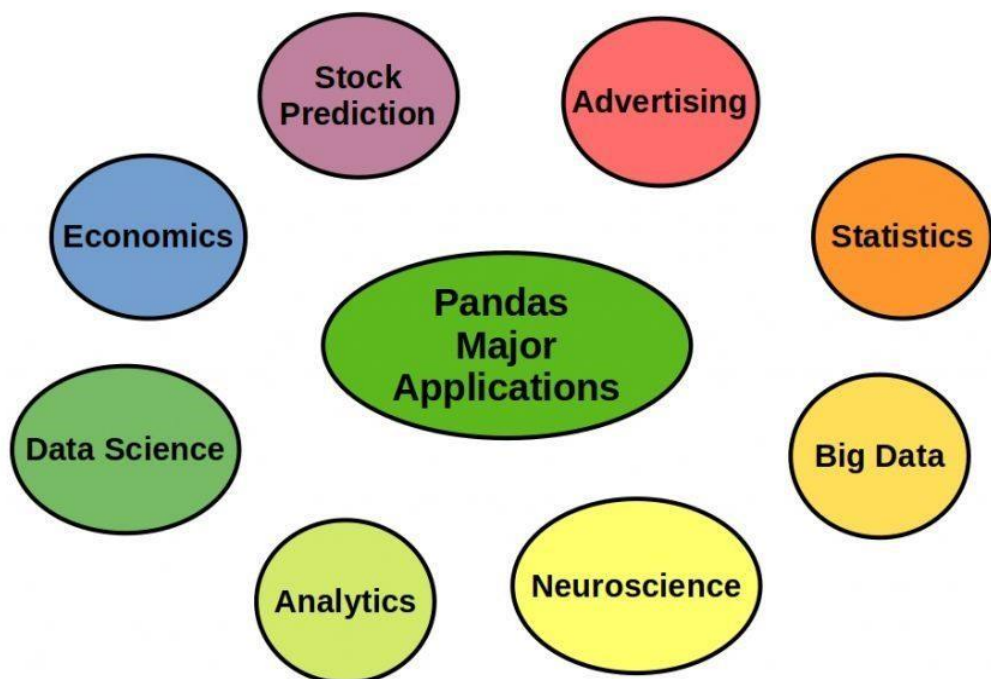 Stock
Prediction
Advertising
Economics
Statistics
Pandas
Major
Applications
Data Science
Big Data
Analytics
Neuroscience